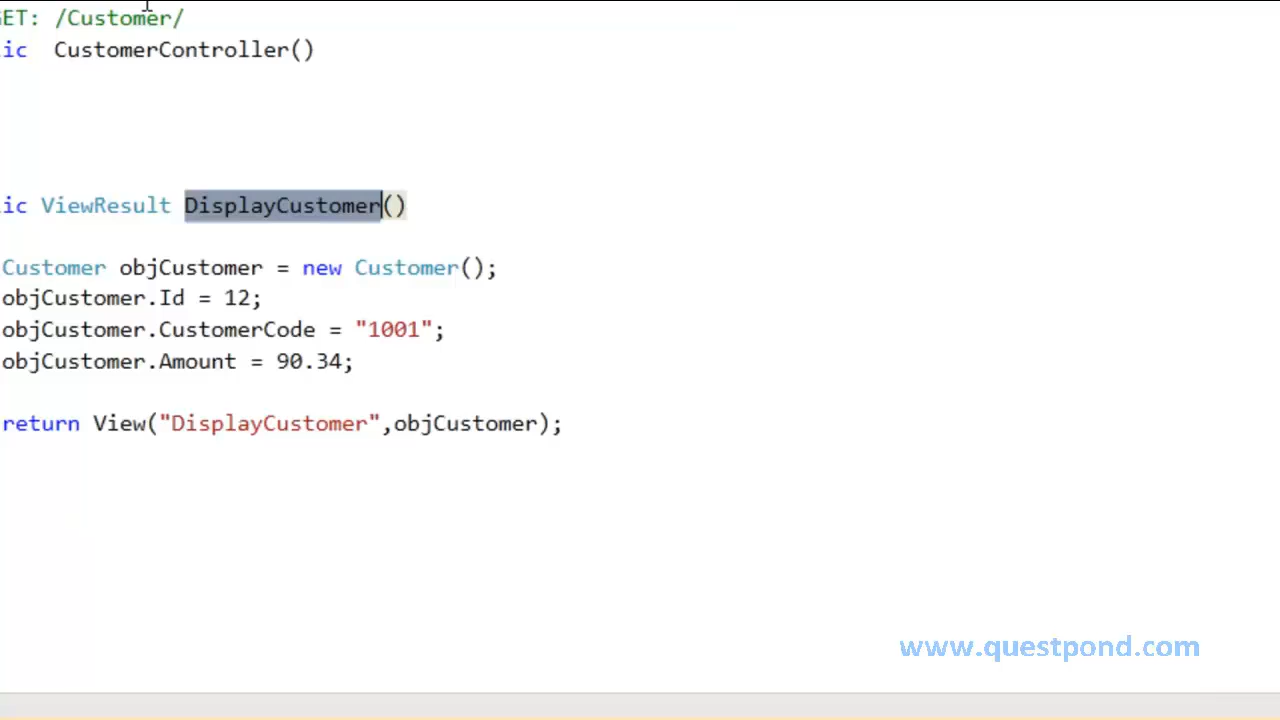 GET: /Customer/
ic CustomerController()
ic ViewResult DisplayCustomer()
Customer objCustomer = new Customer();
objCustomer.Id = 12;
objCustomer.CustomerCode = "1001";
objCustomer.Amount = 90.34;
return View("DisplayCustomer",objCustomer);
www.questpond.com